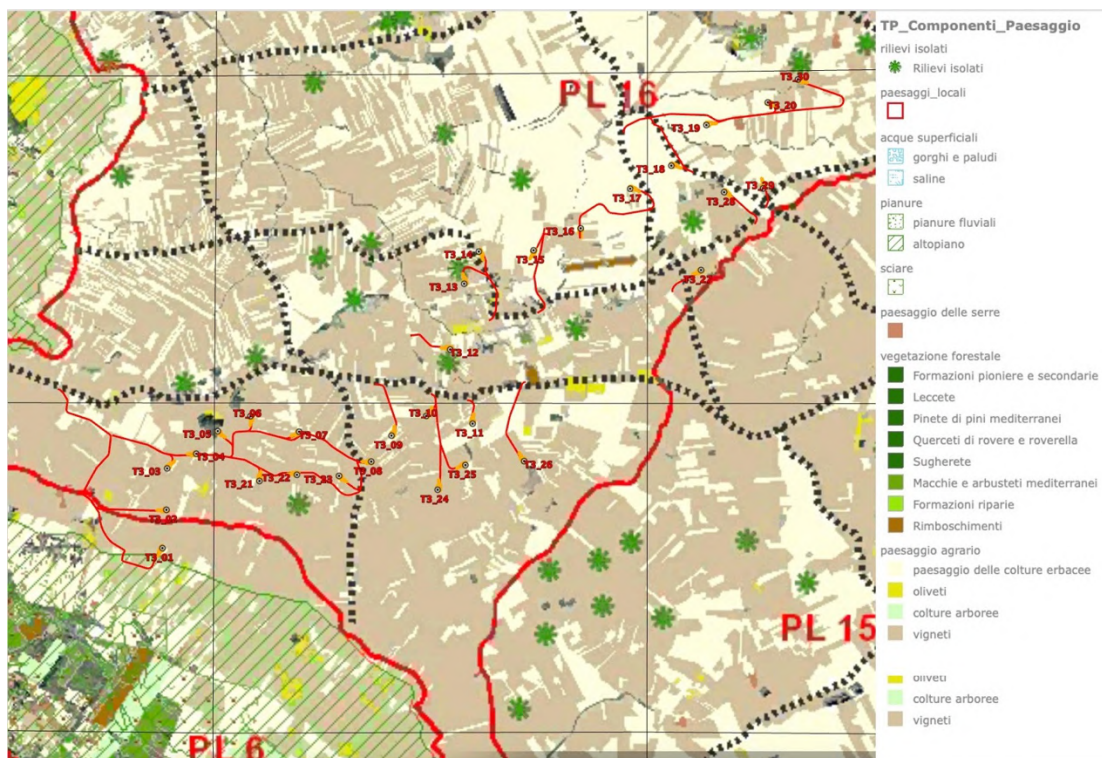 TP_Componenti_Paesaggio
rilievi isolati
Rilievi isolati
paesaggi_locali
acque superficiali
gorghi e paludi
saline
pianure
pianure fluviali
altopiano
sciare
paesaggio delle serre
vegetazione forestale
Formazioni pioniere e secondarie
Leccete
Pinete di pini mediterranei
Querceti di rovere e roverella
Sugherete
Macchie e arbusteti mediterranei
Formazioni riparie
Rimboschimenti
paesaggio agrario
paesaggio delle colture erbacee
oliveti
colture arboree
vigneti
oliveti
colture arboree
vigneti
PL 16
T3_30
T3_20
T3_19
T3_18
T3_29
T3_17
T3_28
T3_16
T3_14
T3_15
T3_13
T3_12
T3_06
T3_10
T3_05
T3_07
T3_09
T3_11
T3_04
T3_03
T3_08
T3_25
T3_26
T3_21
T3_22
T3_23
T3_24
T3_02
T3_01
PL 15
PL 6